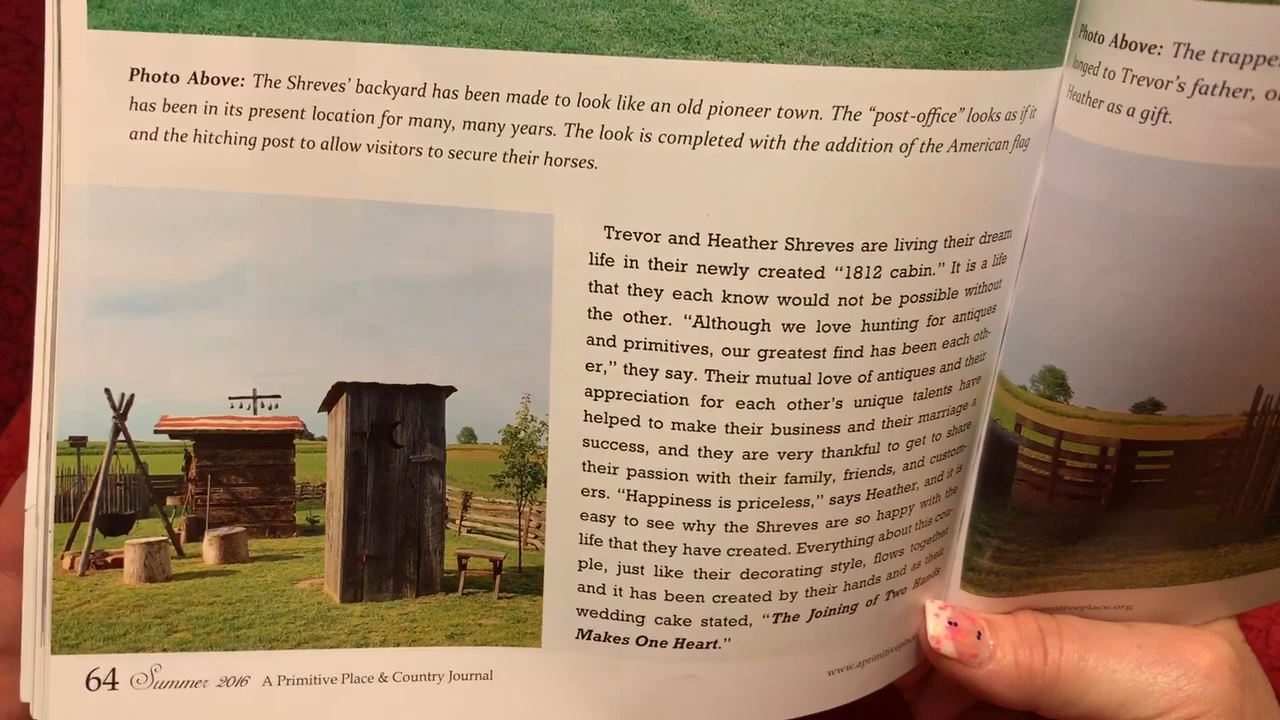 Photo Above: The Shreves' backyard has been made to look like an old pioneer town. The "post-office" looks as if it
has been in its present location for many, many years. The look is completed with the addition of the American flag
and the hitching post to allow visitors to secure their horses.
Trevor and Heather Shreves are living their dream
life in their newly created "1812 cabin." It is a life
that they each know would not be possible without
the other. "Although we love hunting for antiques
and primitives, our greatest find has been each oth-
er," they say. Their mutual love of antiques and their
appreciation for each other's unique talents have
helped to make their business and their marriage a
success, and they are very thankful to get to share
their passion with their family, friends, and custom-
ers. "Happiness is priceless," says Heather, and it is
easy to see why the Shreves are so happy with the
life that they have created. Everything about this cou-
ple, just like their decorating style, flows together
and it has been created by their hands and as their
wedding cake stated, "The Joining of Two Hands
Makes One Heart."
64 Summer 2016 A Primitive Place & Country Journal
Photo Above: The
to Trevor's father,
Heather as a gift.